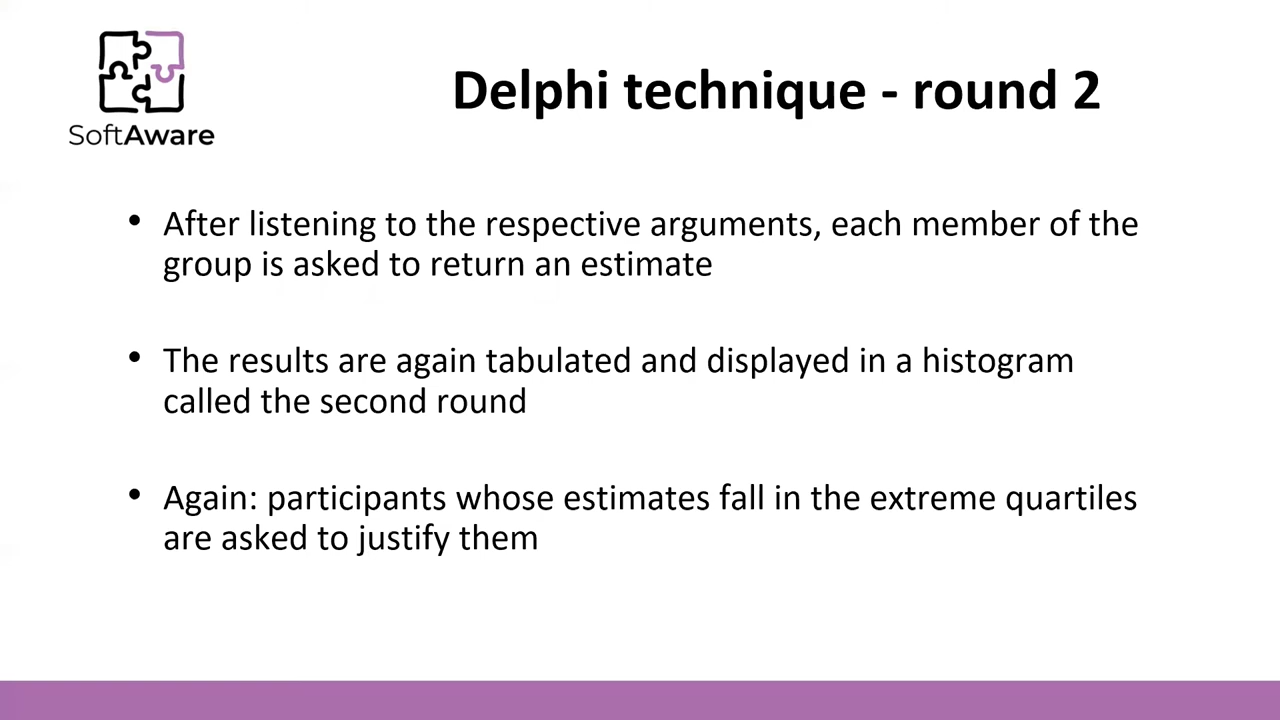 SoftAware
Delphi technique - round 2
• After listening to the respective arguments, each member of the
group is asked to return an estimate
• The results are again tabulated and displayed in a histogram
called the second round
• Again: participants whose estimates fall in the extreme quartiles
are asked to justify them